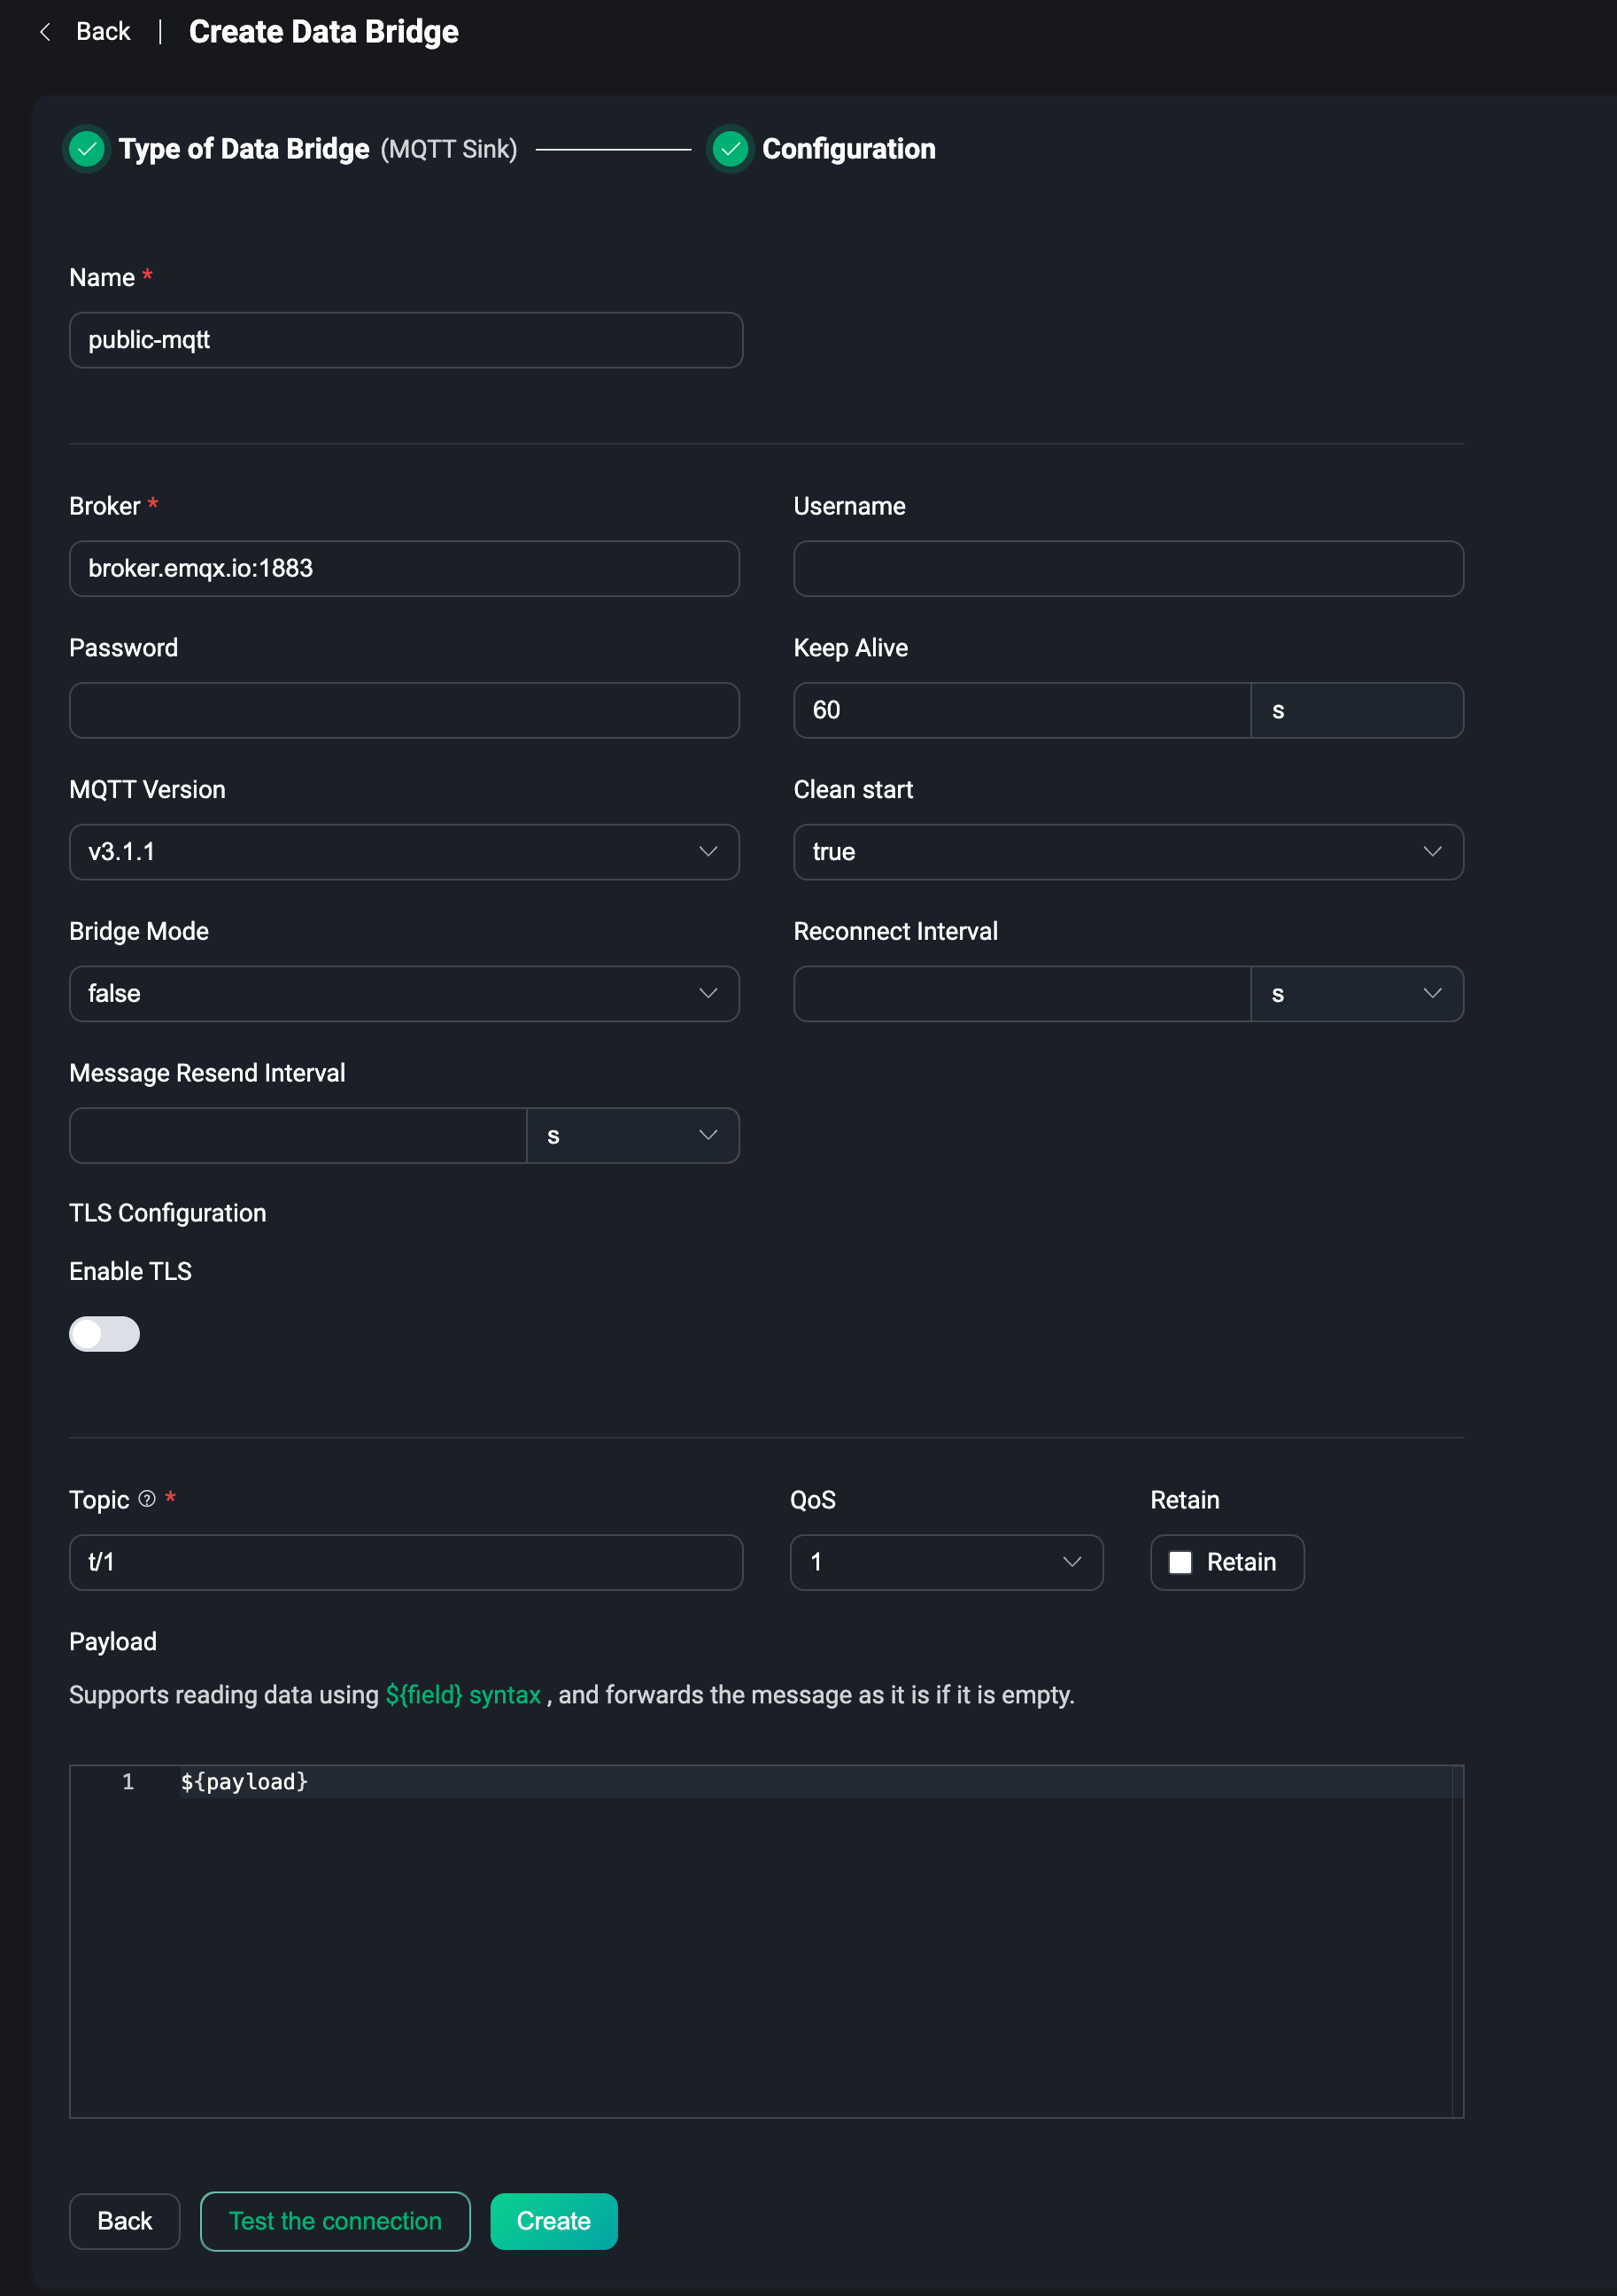 Back | Create Data Bridge
Type of Data Bridge (MQTT Sink) Configuration
Name *
public-mqtt
Broker * Username
broker.emqx.io:1883
Password Keep Alive
60 s
MQTT Version Clean start
v3.1.1 true
Bridge Mode Reconnect Interval
false s
Message Resend Interval
s
TLS Configuration
Enable TLS
Topic ? * QoS Retain
t/1 1 Retain
Payload
Supports reading data using ${field} syntax , and forwards the message as it is if it is empty.
1 ${payload}
Back Test the connection Create